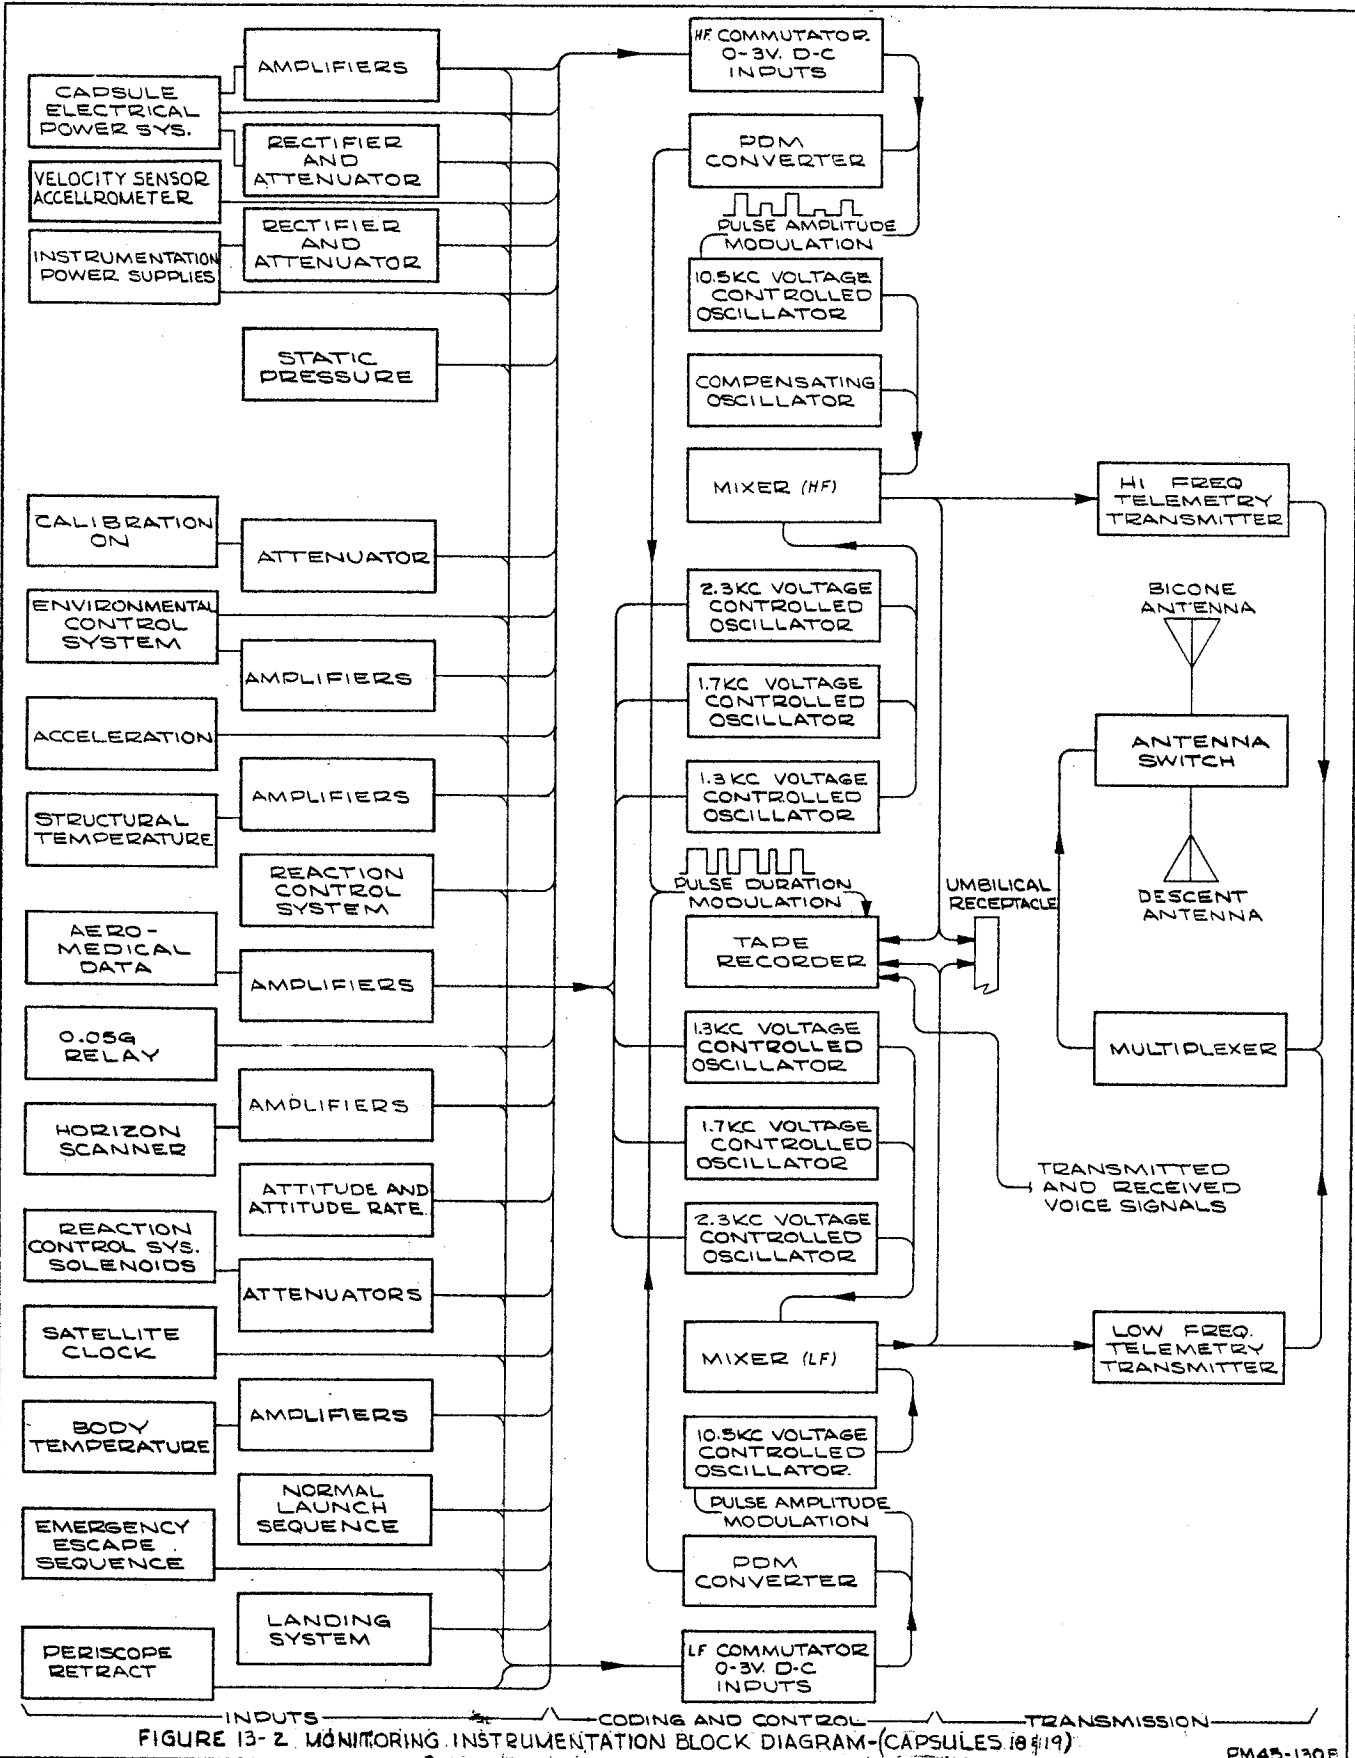 AMPLIFIERS
CAPSULE
ELECTRICAL
POWER SYS.
RECTIFIER
AND
ATTENUATOR
VELOCITY SENSOR
ACCELLROMETER
RECTIFIER
AND
ATTENUATOR
INSTRUMENTATION
POWER SUPPLIES
STATIC
PRESSURE
CALIBRATION
ON
ATTENUATOR
ENVIRONMENTAL
CONTROL
SYSTEM
AMPLIFIERS
ACCELERATION
AMPLIFIERS
STRUCTURAL
TEMPERATURE
REACTION
CONTROL
SYSTEM
AERO-
MEDICAL
DATA
AMPLIFIERS
0.05G
RELAY
AMPLIFIERS
HORIZON
SCANNER
ATTITUDE AND
ATTITUDE RATE
REACTION
CONTROL SYS.
SOLENOIDS
ATTENUATORS
SATELLITE
CLOCK
AMPLIFIERS
BODY
TEMPERATURE
NORMAL
LAUNCH
SEQUENCE
EMERGENCY
ESCAPE
SEQUENCE
LANDING
SYSTEM
PERISCOPE
RETRACT
HF COMMUTATOR
0-3V. D-C
INPUTS
PDM
CONVERTER
PULSE AMPLITUDE
MODULATION
10.5KC VOLTAGE
CONTROLLED
OSCILLATOR
COMPENSATING
OSCILLATOR
MIXER (HF)
2.3KC VOLTAGE
CONTROLLED
OSCILLATOR
1.7KC VOLTAGE
CONTROLLED
OSCILLATOR
1.3KC VOLTAGE
CONTROLLED
OSCILLATOR
PULSE DURATION
MODULATION
TAPE
RECORDER
1.3KC VOLTAGE
CONTROLLED
OSCILLATOR
1.7KC VOLTAGE
CONTROLLED
OSCILLATOR
2.3KC VOLTAGE
CONTROLLED
OSCILLATOR
MIXER (LF)
10.5KC VOLTAGE
CONTROLLED
OSCILLATOR.
PULSE AMPLITUDE
MODULATION
PDM
CONVERTER
LF COMMUTATOR
0-3V. D-C
INPUTS
HI FREQ
TELEMETRY
TRANSMITTER
BICONE
ANTENNA
ANTENNA
SWITCH
UMBILICAL
RECEPTACLE
DESCENT
ANTENNA
MULTIPLEXER
TRANSMITTED
AND RECEIVED
VOICE SIGNALS
LOW FREQ.
TELEMETRY
TRANSMITTER
INPUTS
CODING AND CONTROL
TRANSMISSION
FIGURE 13-2 MONITORING INSTRUMENTATION BLOCK DIAGRAM-(CAPSULES 18 & 19)
PM45-130E